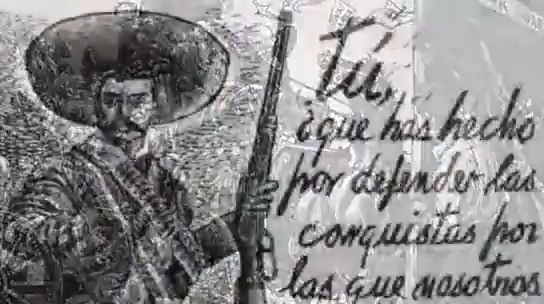 Tú,
¿que has hecho
por defender las
conquistas por
las que nosotros